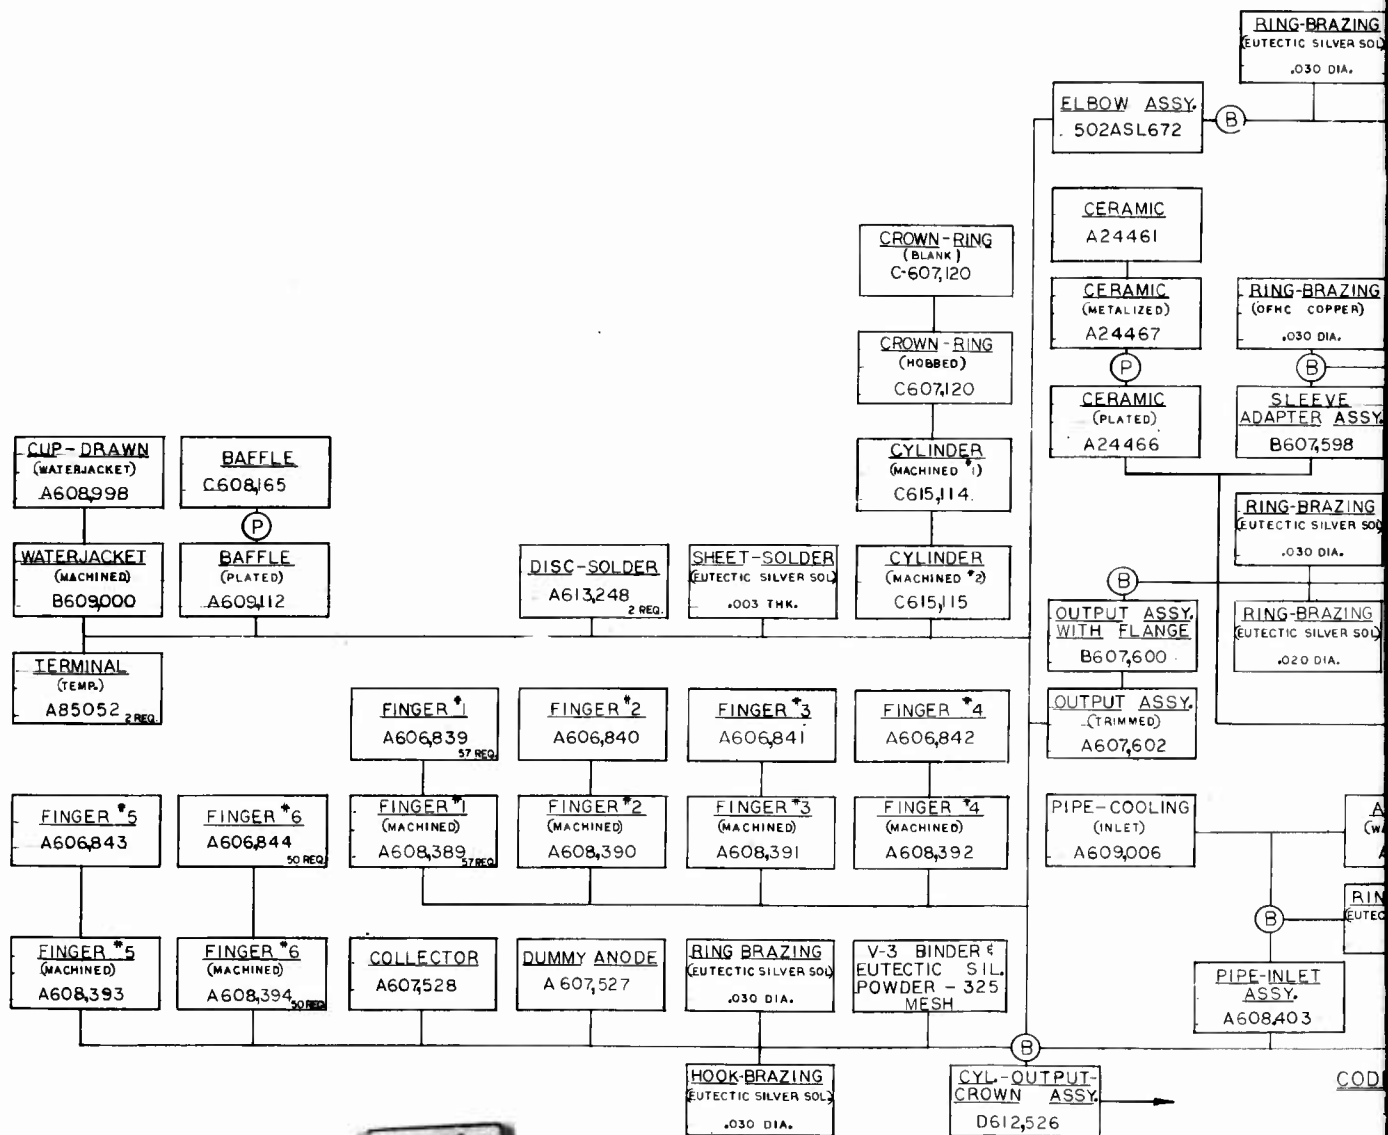 RING-BRAZING
(EUTECTIC SILVER SOL
.030 DIA.
ELBOW ASSY.
502ASL672
B
CERAMIC
A24461
CROWN-RING
(BLANK)
C-607,120
CERAMIC
(METALIZED)
A24467
RING-BRAZING
(OFHC COPPER)
.030 DIA.
CROWN-RING
(HOBBED)
C607,120
P
B
CERAMIC
(PLATED)
A24466
SLEEVE
ADAPTER ASSY.
B607,598
CUP-DRAWN
(WATERJACKET)
A608,998
BAFFLE
C608,165
CYLINDER
(MACHINED #1)
C615,114.
P
RING-BRAZING
(EUTECTIC SILVER SOL)
.030 DIA.
WATERJACKET
(MACHINED)
B609,000
BAFFLE
(PLATED)
A609,112
DISC-SOLDER
A613,248
2 REQ.
SHEET-SOLDER
(EUTECTIC SILVER SOL)
.003 THK.
CYLINDER
(MACHINED #2)
C615,115
B
OUTPUT ASSY.
WITH FLANGE
B607,600
RING-BRAZING
(EUTECTIC SILVER SOL)
.020 DIA.
TERMINAL
(TEMP.)
A85052 2 REQ.
FINGER #1
A606,839
57 REQ.
FINGER #2
A606,840
FINGER #3
A606,841
FINGER #4
A606,842
OUTPUT ASSY.
(TRIMMED)
A607,602
FINGER #5
A606,843
FINGER #6
A606,844
50 REQ.
FINGER #1
(MACHINED)
A608,389 57 REQ.
FINGER #2
(MACHINED)
A608,390
FINGER #3
(MACHINED)
A608,391
FINGER #4
(MACHINED)
A608,392
PIPE-COOLING
(INLET)
A609,006
A
(WA
A
RIN
(EUTEC
B
FINGER #5
(MACHINED)
A608,393
FINGER #6
(MACHINED)
A608,394 50 REQ.
COLLECTOR
A607,528
DUMMY ANODE
A 607,527
RING BRAZING
(EUTECTIC SILVER SOL)
.030 DIA.
V-3 BINDER &
EUTECTIC SIL.
POWDER - 325
MESH
PIPE-INLET
ASSY.
A608,403
B
HOOK-BRAZING
(EUTECTIC SILVER SOL)
.030 DIA.
CYL.-OUTPUT-
CROWN ASSY.
D612,526
COD